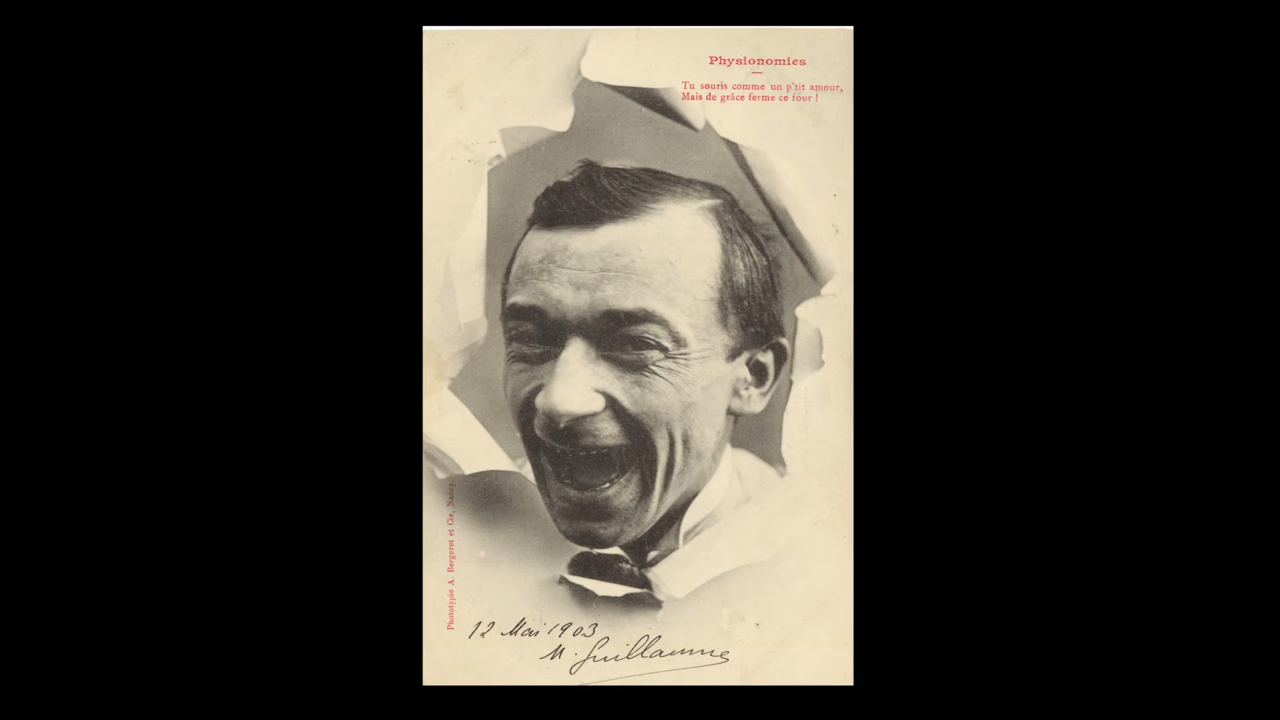 Physionomies
Tu souris comme un p'tit amour,
Mais de grâce ferme ce four !
Phototypie A. Bergeret et Cie, Nancy.
12 Mai 1903
M. Guillaume